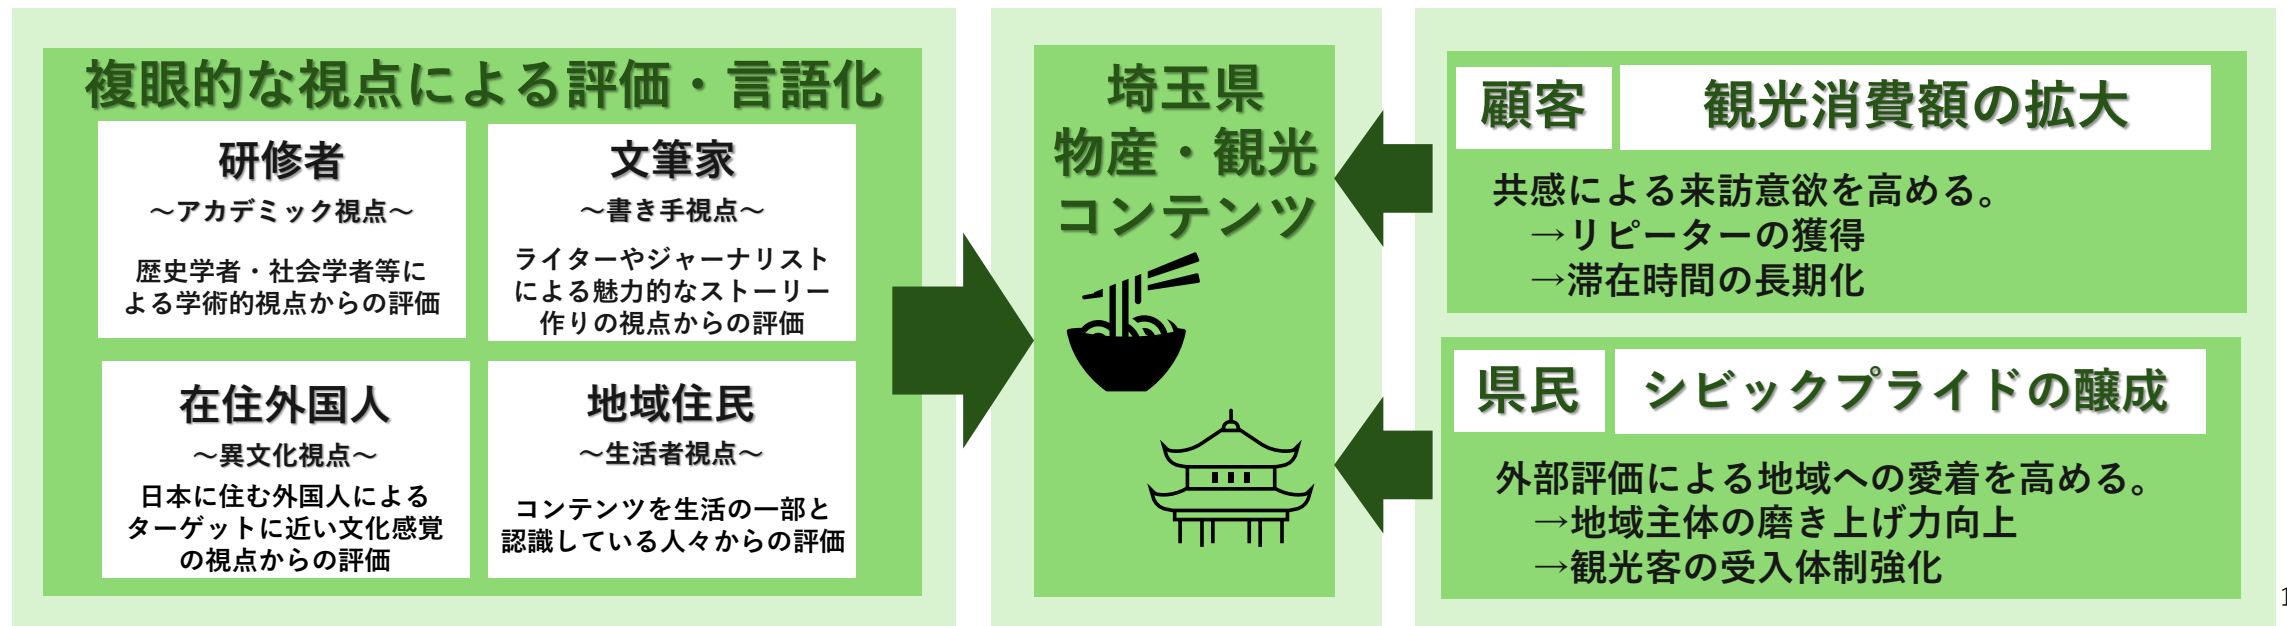 複眼的な視点による評価・言語化
研修者
～アカデミック視点～
歴史学者・社会学者等に
よる学術的視点からの評価
文筆家
～書き手視点～
ライターやジャーナリスト
による魅力的なストーリー
作りの視点からの評価
在住外国人
～異文化視点～
日本に住む外国人による
ターゲットに近い文化感覚
の視点からの評価
地域住民
～生活者視点～
コンテンツを生活の一部と
認識している人々からの評価
埼玉県
物産・観光
コンテンツ
顧客
観光消費額の拡大
共感による来訪意欲を高める。
→リピーターの獲得
→滞在時間の長期化
県民
シビックプライドの醸成
外部評価による地域への愛着を高める。
→地域主体の磨き上げ力向上
→観光客の受入体制強化